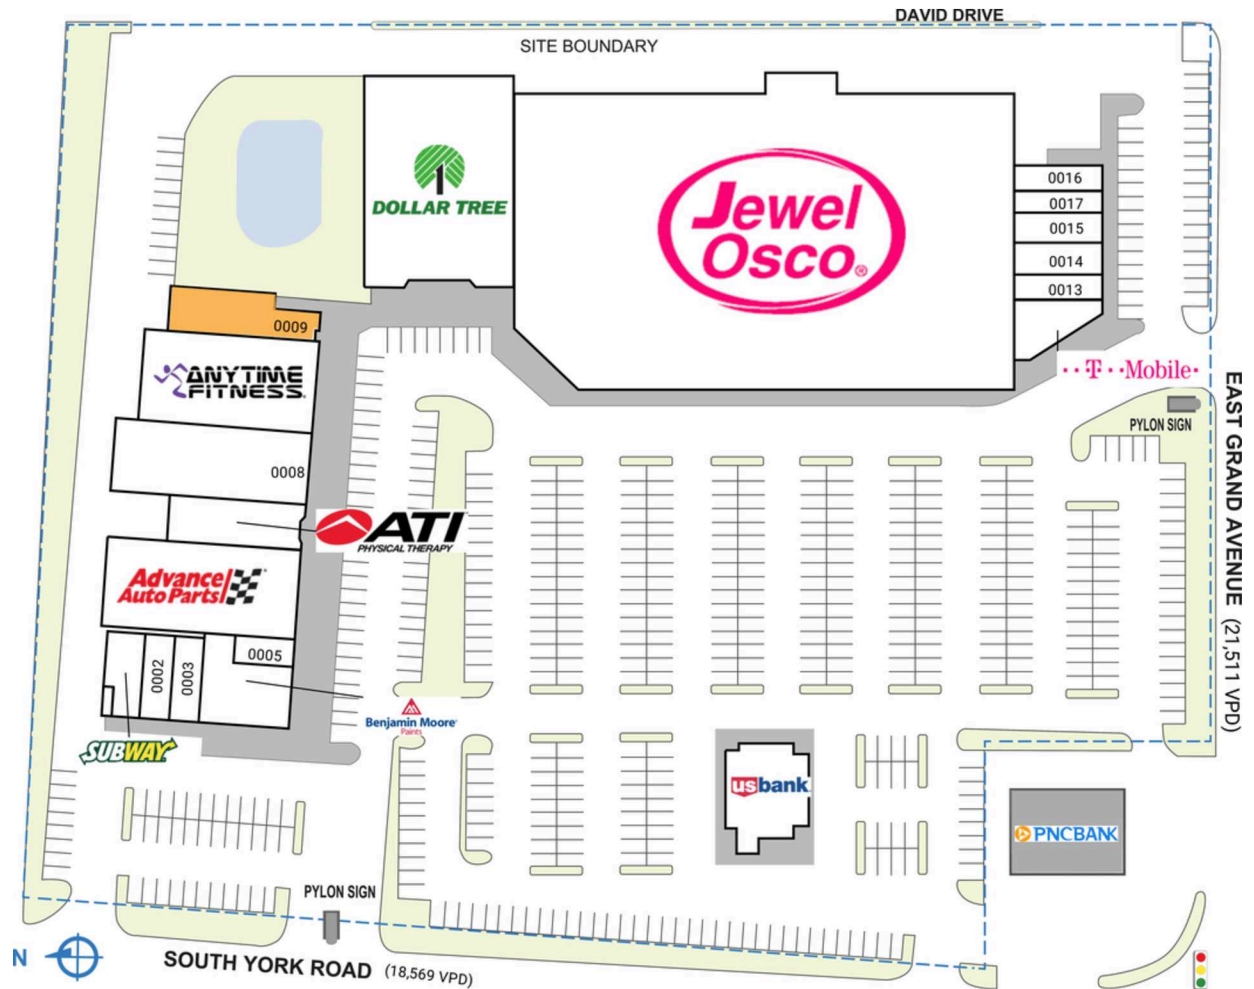 DAVID DRIVE
SITE BOUNDARY
DOLLAR TREE
Jewel
Osco®
0016
0017
0015
0014
0013
T Mobile
PYLON SIGN
EAST GRAND AVENUE (21,511 VPD)
0009
ANYTIME
FITNESS
0008
ATI
PHYSICAL THERAPY
Advance
Auto Parts
0005
0002
0003
SUBWAY
Benjamin Moore
Paints
usbank
PNCBANK
PYLON SIGN
N
SOUTH YORK ROAD (18,569 VPD)